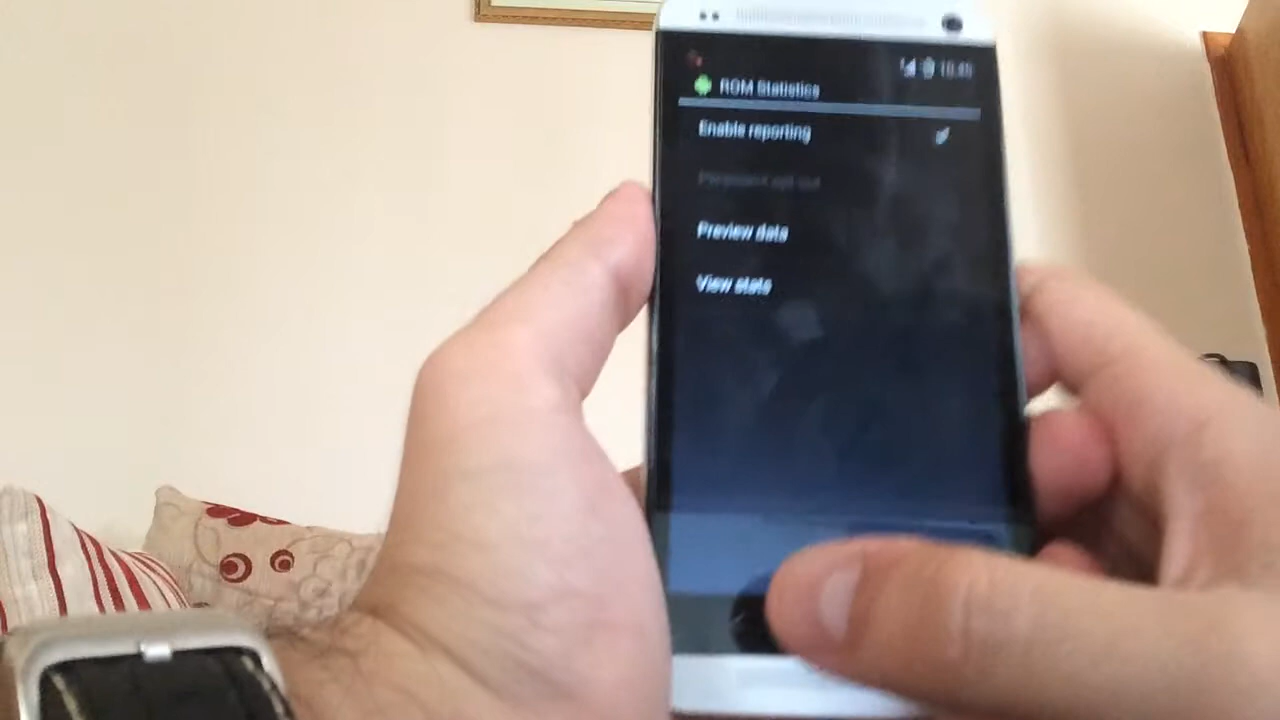 ROM Statistics
Enable reporting
Preview data
View stats